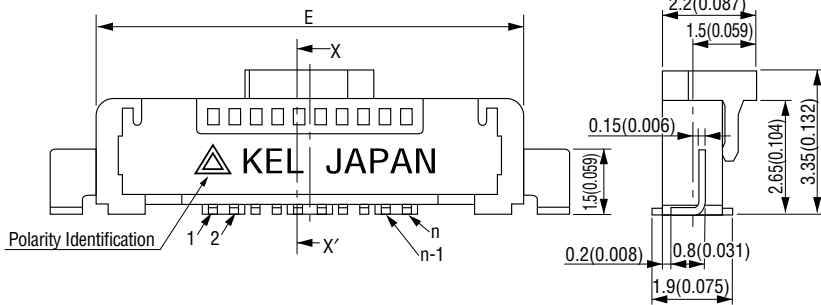 E
2.2(0.087)
X
1.5(0.059)
0.15(0.006)
KEL JAPAN
1.5(0.059)
2.65(0.104)
3.35(0.132)
Polarity Identification
1 2
n
X′
n-1
0.2(0.008)
0.8(0.031)
1.9(0.075)